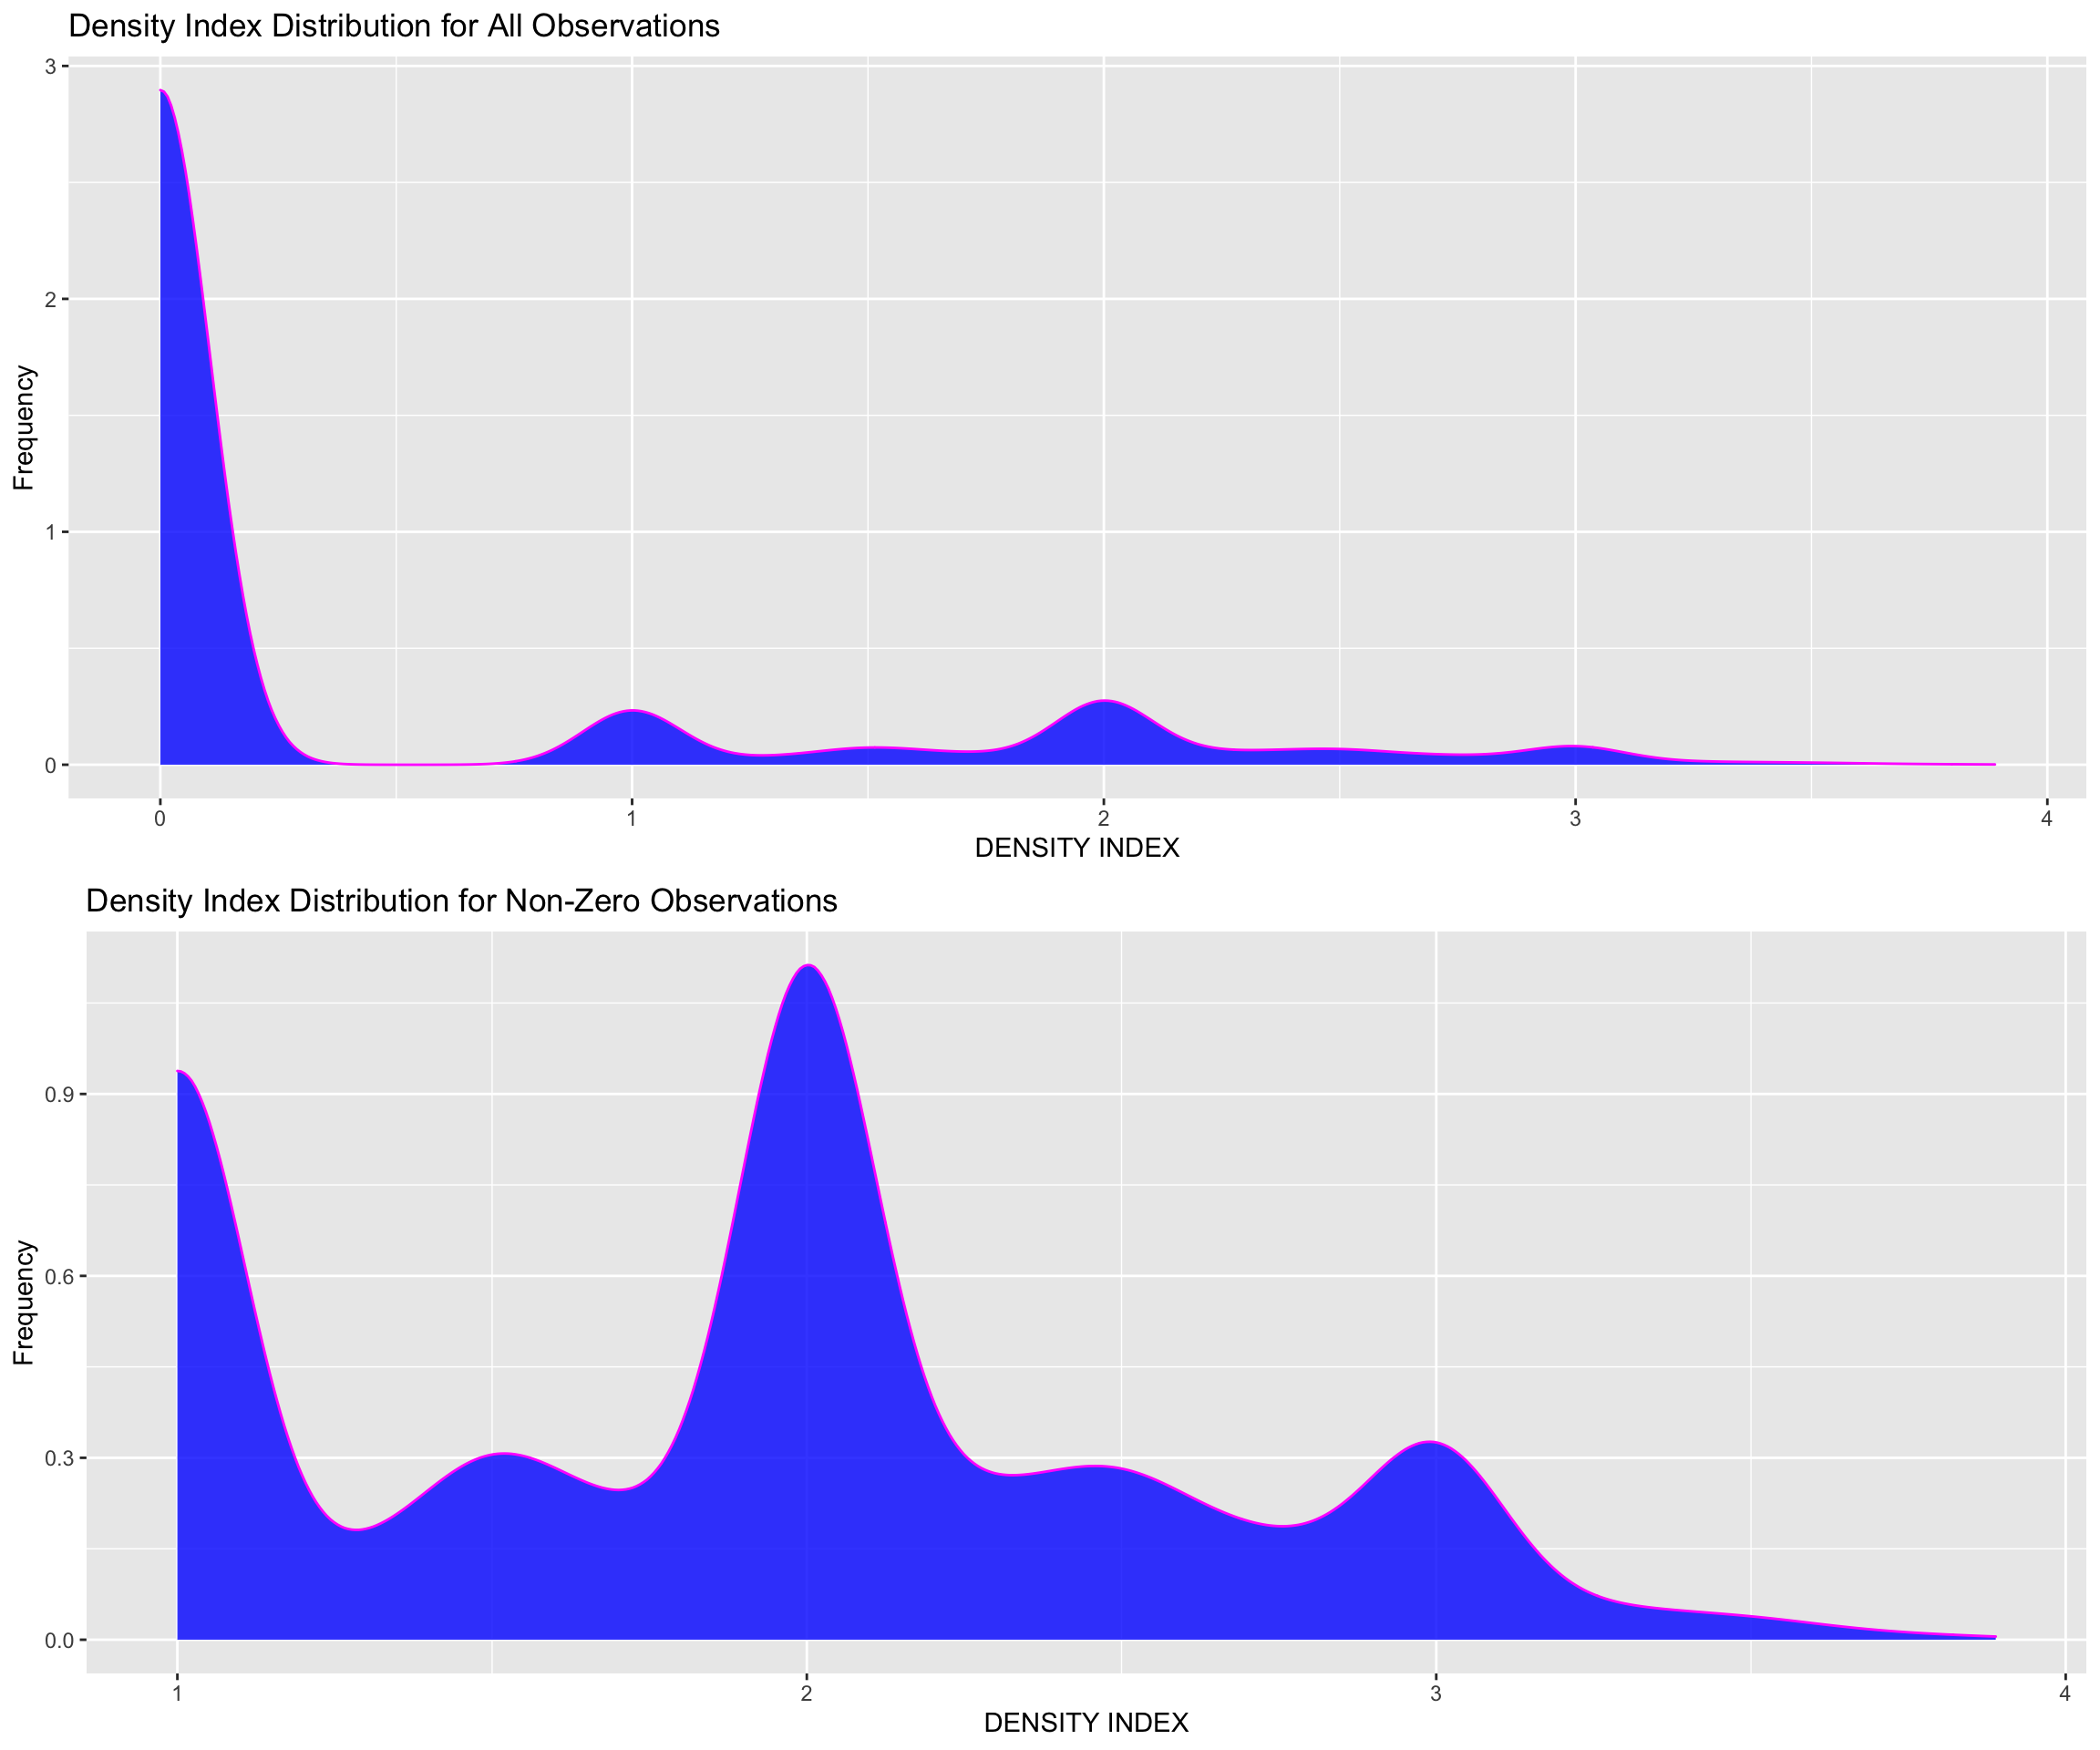 Density Index Distribution for All Observations
3
2
1
0
Frequency
0 1 2 3 4
DENSITY INDEX
Density Index Distribution for Non-Zero Observations
0.9
0.6
0.3
0.0
Frequency
1 2 3 4
DENSITY INDEX